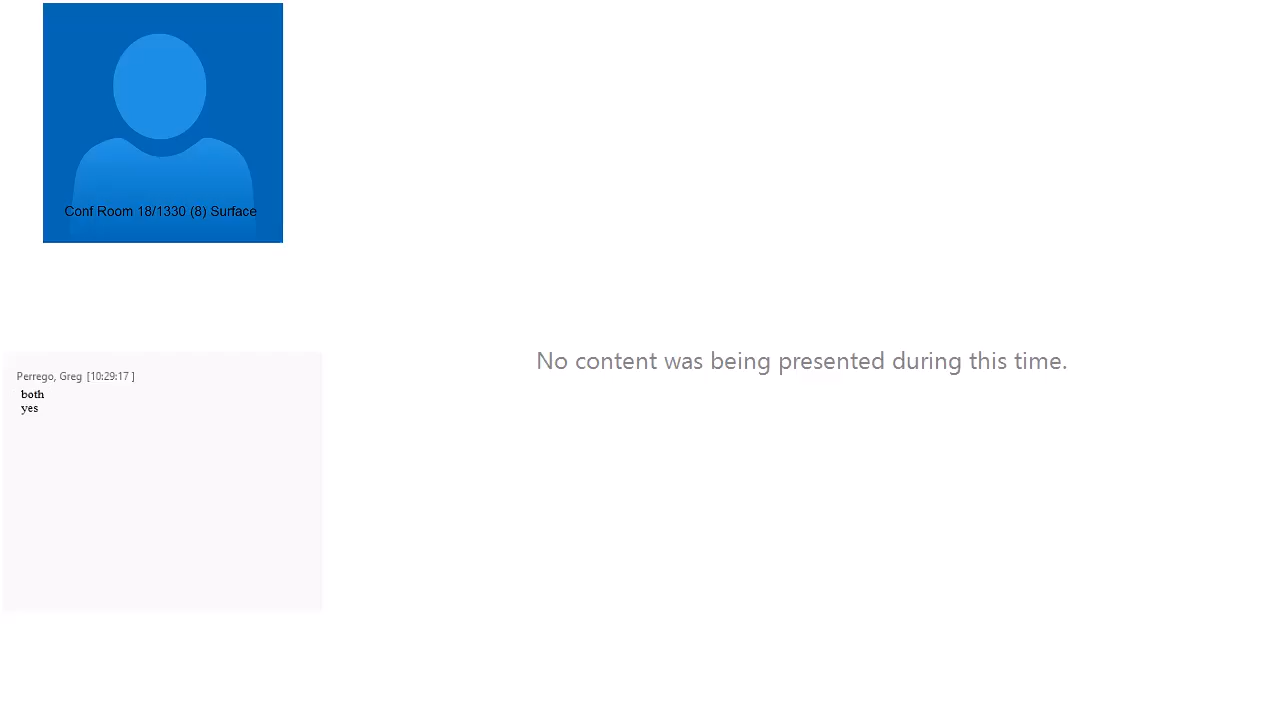 Conf Room 18/1330 (8) Surface
No content was being presented during this time.
Perrego, Greg [10:29:17 ]
both
yes